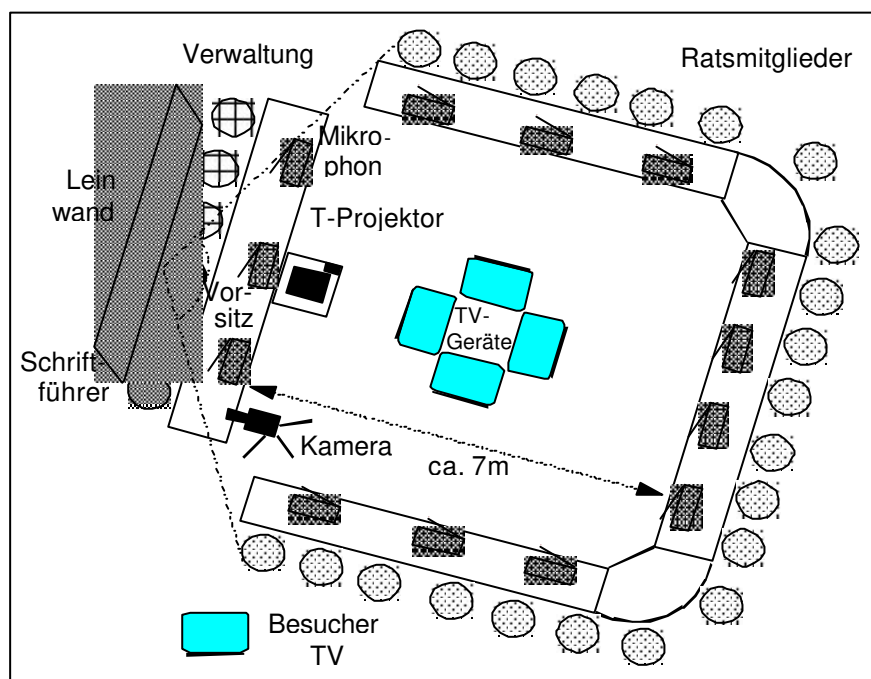 Verwaltung
Ratsmitglieder
Mikro-
phon
Lein
wand
T-Projektor
Vor-
sitz
TV-
Geräte
Schrift-
führer
Kamera
ca. 7m
Besucher
TV